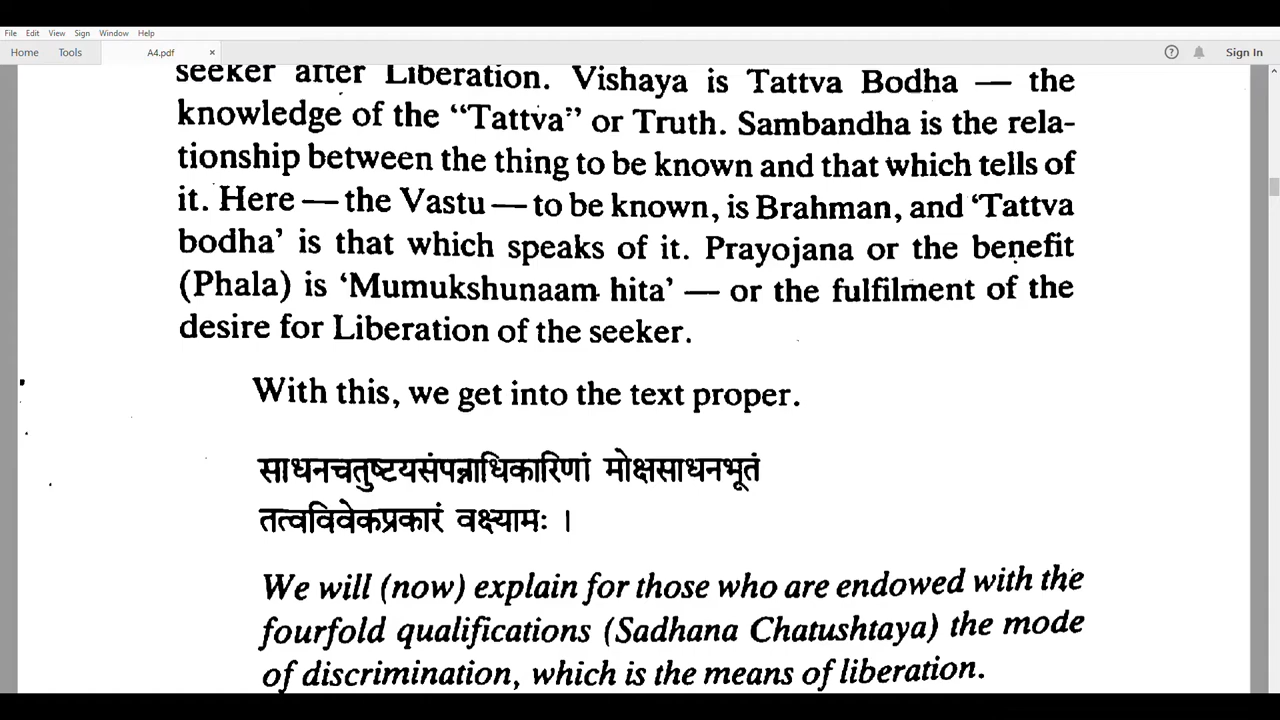 File Edit View Sign Window Help
Home Tools A4.pdf × ? Sign In
seeker after Liberation. Vishaya is Tattva Bodha — the
knowledge of the “Tattva” or Truth. Sambandha is the rela-
tionship between the thing to be known and that which tells of
it. Here — the Vastu — to be known, is Brahman, and ‘Tattva
bodha’ is that which speaks of it. Prayojana or the benefit
(Phala) is ‘Mumukshunaam hita’ — or the fulfilment of the
desire for Liberation of the seeker.
With this, we get into the text proper.
साधनचतुष्टयसंपन्नाधिकारिणां मोक्षसाधनभूतं
तत्वविवेकप्रकारं वक्ष्यामः ।
We will (now) explain for those who are endowed with the
fourfold qualifications (Sadhana Chatushtaya) the mode
of discrimination, which is the means of liberation.